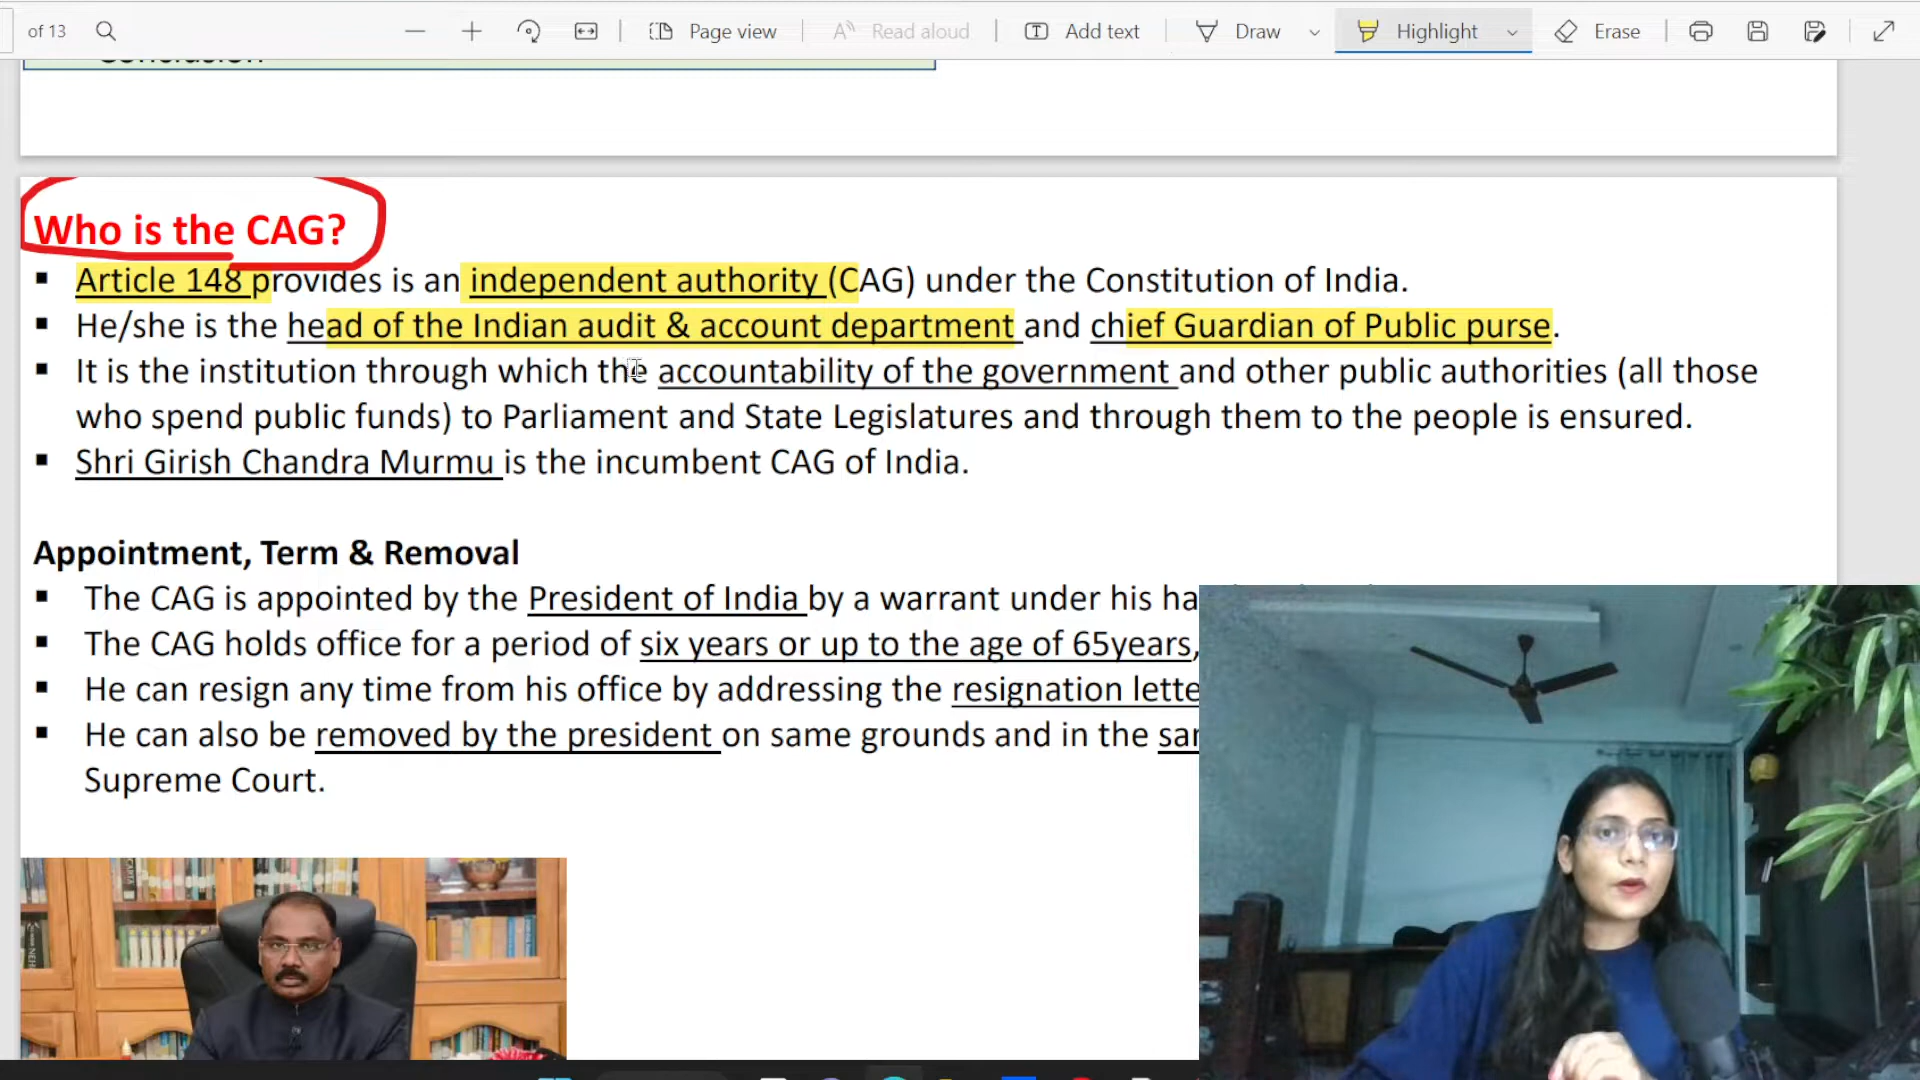 of 13
Page view
Read aloud
Add text
Draw
Highlight
Erase
Conclusion
Who is the CAG?
▪ Article 148 provides is an independent authority (CAG) under the Constitution of India.
▪ He/she is the head of the Indian audit & account department and chief Guardian of Public purse.
▪ It is the institution through which the accountability of the government and other public authorities (all those
who spend public funds) to Parliament and State Legislatures and through them to the people is ensured.
▪ Shri Girish Chandra Murmu is the incumbent CAG of India.
Appointment, Term & Removal
▪ The CAG is appointed by the President of India by a warrant under his
▪ The CAG holds office for a period of six years or up to the age of 65years,
▪ He can resign any time from his office by addressing the resignation
▪ He can also be removed by the president on same grounds and in the
Supreme Court.